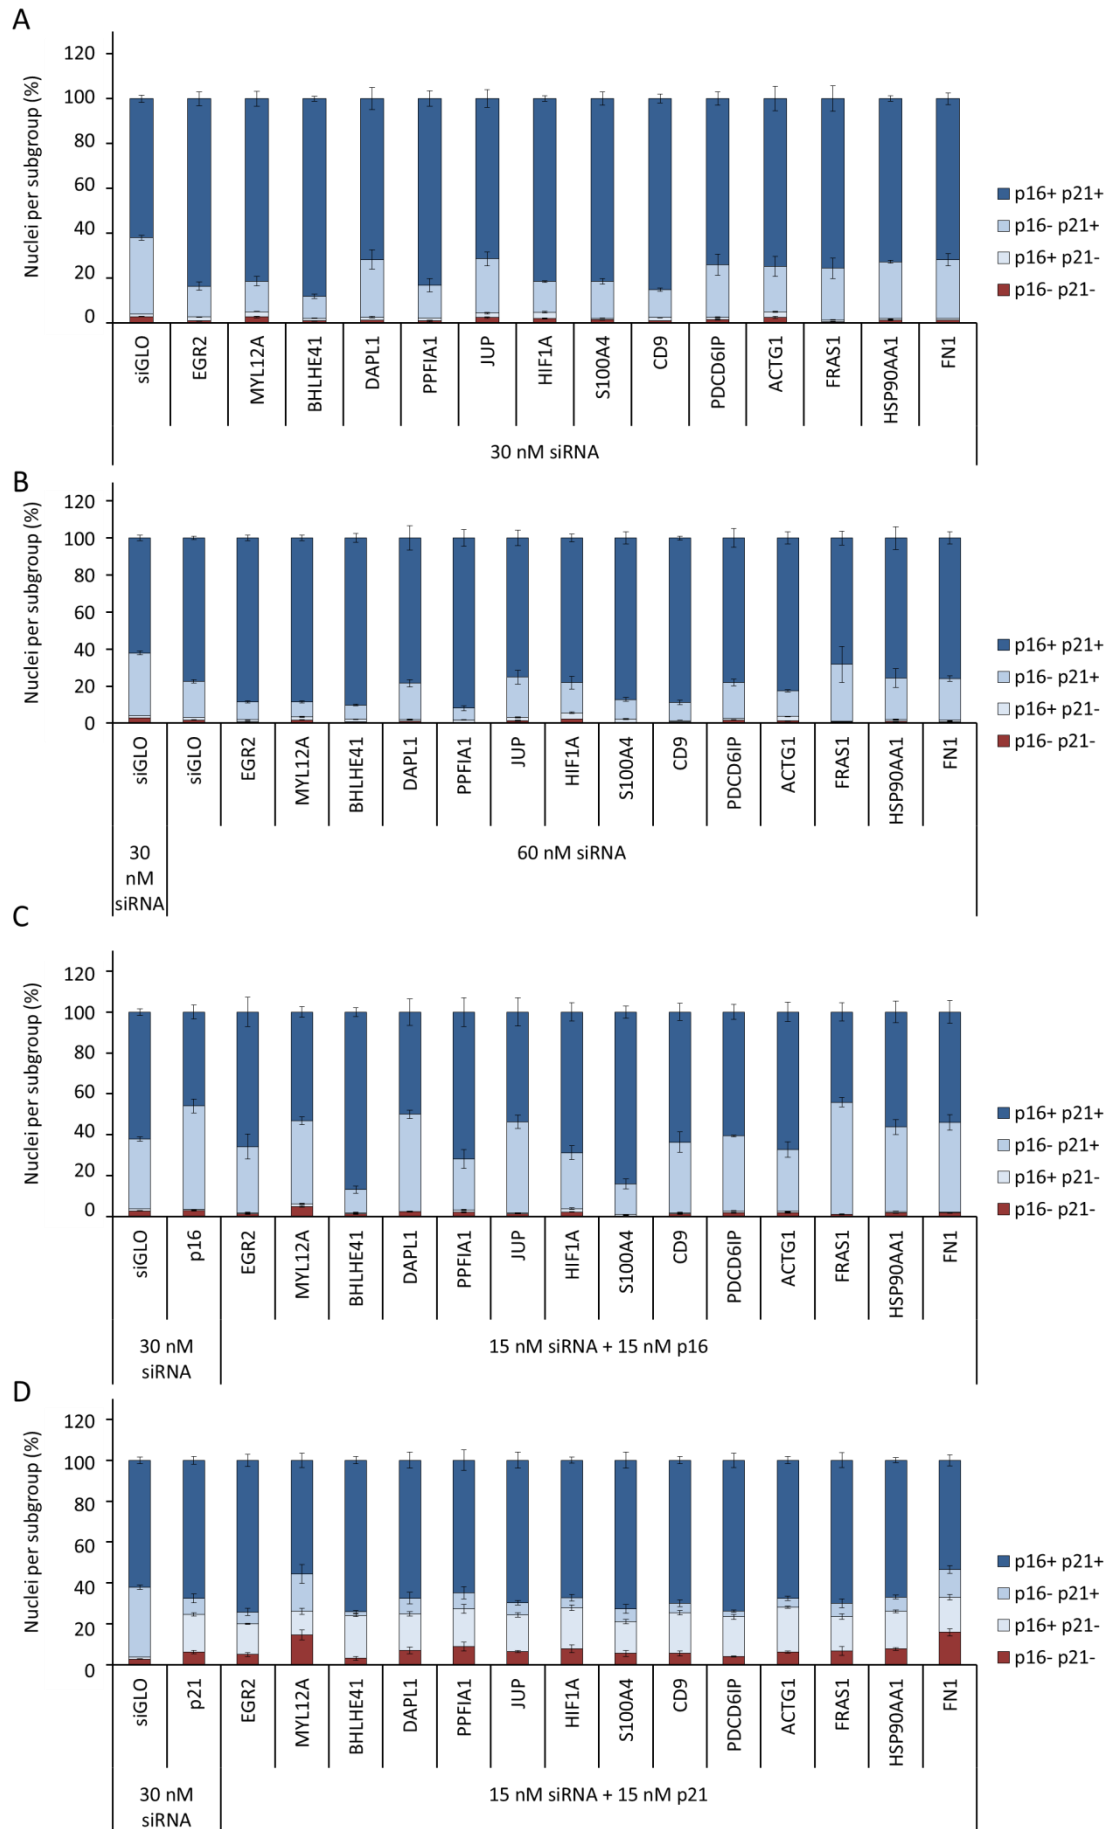 A
Nuclei per subgroup (%)
120
100
80
60
40
20
0
siGLO
EGR2
MYL12A
BHLHE41
DAPL1
PPFIA1
JUP
HIF1A
S100A4
CD9
PDCD6IP
ACTG1
FRAS1
HSP90AA1
FN1
30 nM siRNA
p16+ p21+
p16- p21+
p16+ p21-
p16- p21-
B
Nuclei per subgroup (%)
120
100
80
60
40
20
0
siGLO
siGLO
EGR2
MYL12A
BHLHE41
DAPL1
PPFIA1
JUP
HIF1A
S100A4
CD9
PDCD6IP
ACTG1
FRAS1
HSP90AA1
FN1
30
nM
siRNA
60 nM siRNA
p16+ p21+
p16- p21+
p16+ p21-
p16- p21-
C
Nuclei per subgroup (%)
120
100
80
60
40
20
0
siGLO
p16
EGR2
MYL12A
BHLHE41
DAPL1
PPFIA1
JUP
HIF1A
S100A4
CD9
PDCD6IP
ACTG1
FRAS1
HSP90AA1
FN1
30 nM
siRNA
15 nM siRNA + 15 nM p16
p16+ p21+
p16- p21+
p16+ p21-
p16- p21-
D
Nuclei per subgroup (%)
120
100
80
60
40
20
0
siGLO
p21
EGR2
MYL12A
BHLHE41
DAPL1
PPFIA1
JUP
HIF1A
S100A4
CD9
PDCD6IP
ACTG1
FRAS1
HSP90AA1
FN1
30 nM
siRNA
15 nM siRNA + 15 nM p21
p16+ p21+
p16- p21+
p16+ p21-
p16- p21-